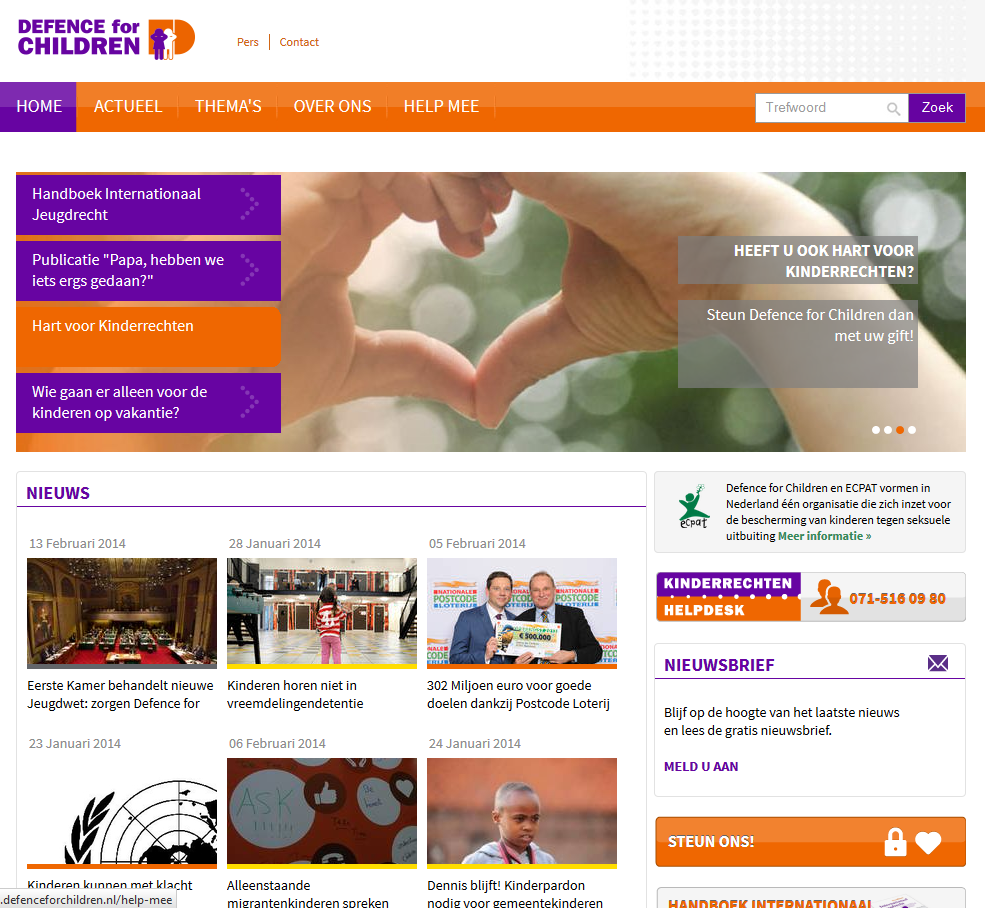 DEFENCE for
CHILDREN
Pers
Contact
HOME
ACTUEEL
THEMA'S
OVER ONS
HELP MEE
Trefwoord
Zoek
Handboek Internationaal
Jeugdrecht
Publicatie "Papa, hebben we
iets ergs gedaan?"
Hart voor Kinderrechten
Wie gaan er alleen voor de
kinderen op vakantie?
HEEFT U OOK HART VOOR
KINDERRECHTEN?
Steun Defence for Children dan
met uw gift!
NIEUWS
13 Februari 2014
28 Januari 2014
05 Februari 2014
NATIONALE
POSTCODE
LOTERIJ
€ 500.000
Eerste Kamer behandelt nieuwe
Jeugdwet: zorgen Defence for
Kinderen horen niet in
vreemdelingendetentie
302 Miljoen euro voor goede
doelen dankzij Postcode Loterij
23 Januari 2014
06 Februari 2014
24 Januari 2014
ASK
Kinderen kunnen met klacht
Alleenstaande
migrantenkinderen spreken
Dennis blijft! Kinderpardon
nodig voor gemeentekinderen
.defenceforchildren.nl/help-mee
ecpat
Defence for Children en ECPAT vormen in
Nederland één organisatie die zich inzet voor
de bescherming van kinderen tegen seksuele
uitbuiting Meer informatie »
KINDERRECHTEN
HELPDESK
071-516 09 80
NIEUWSBRIEF
Blijf op de hoogte van het laatste nieuws
en lees de gratis nieuwsbrief.
MELD U AAN
STEUN ONS!
HANDBOEK INTERNATIONAAL